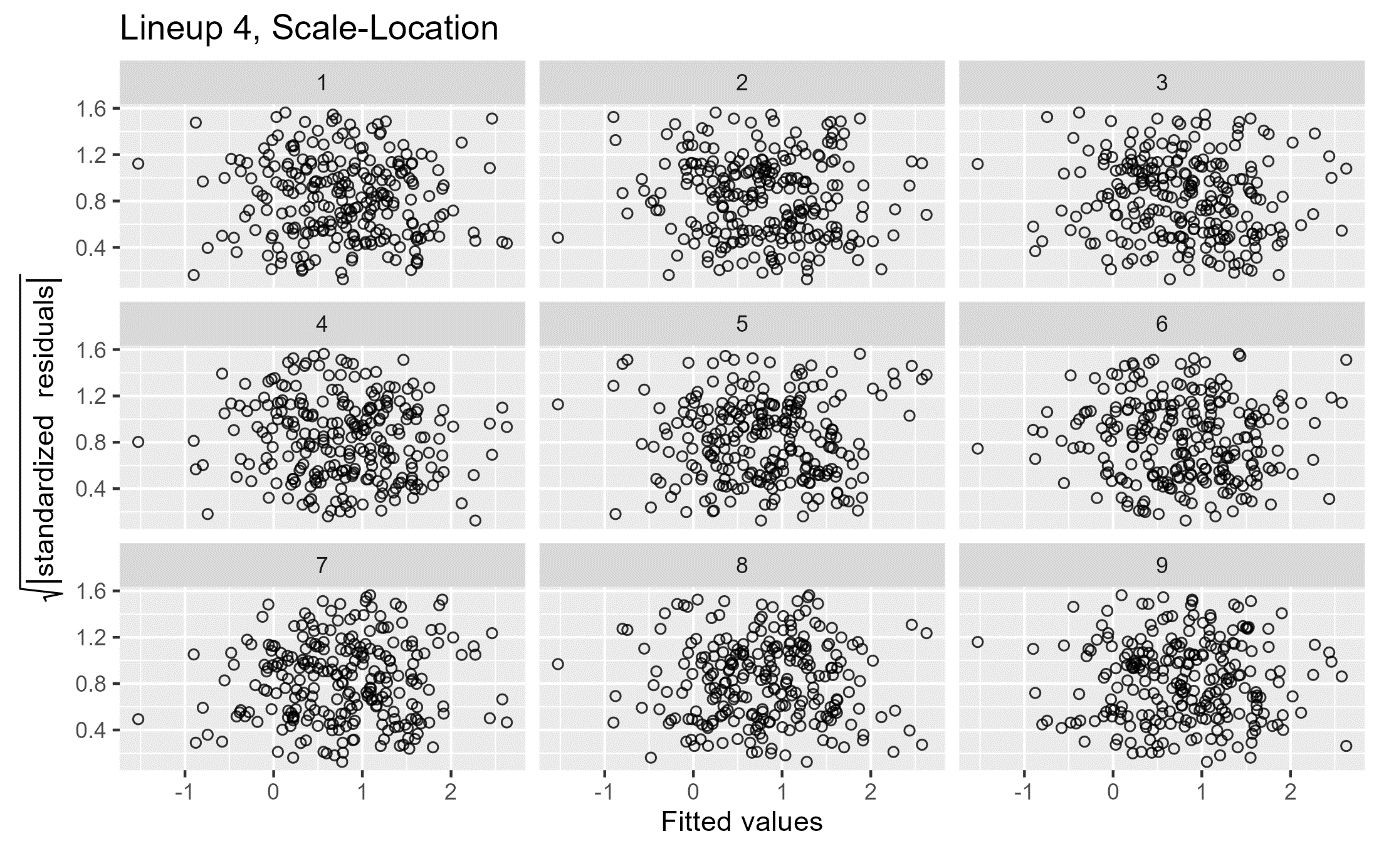 Lineup 4, Scale-Location
1 2 3
1.6
1.2
0.8
0.4
4 5 6
1.6
1.2
0.8
0.4
7 8 9
1.6
1.2
0.8
0.4
√|standardized residuals|
-1 0 1 2 -1 0 1 2 -1 0 1 2
Fitted values